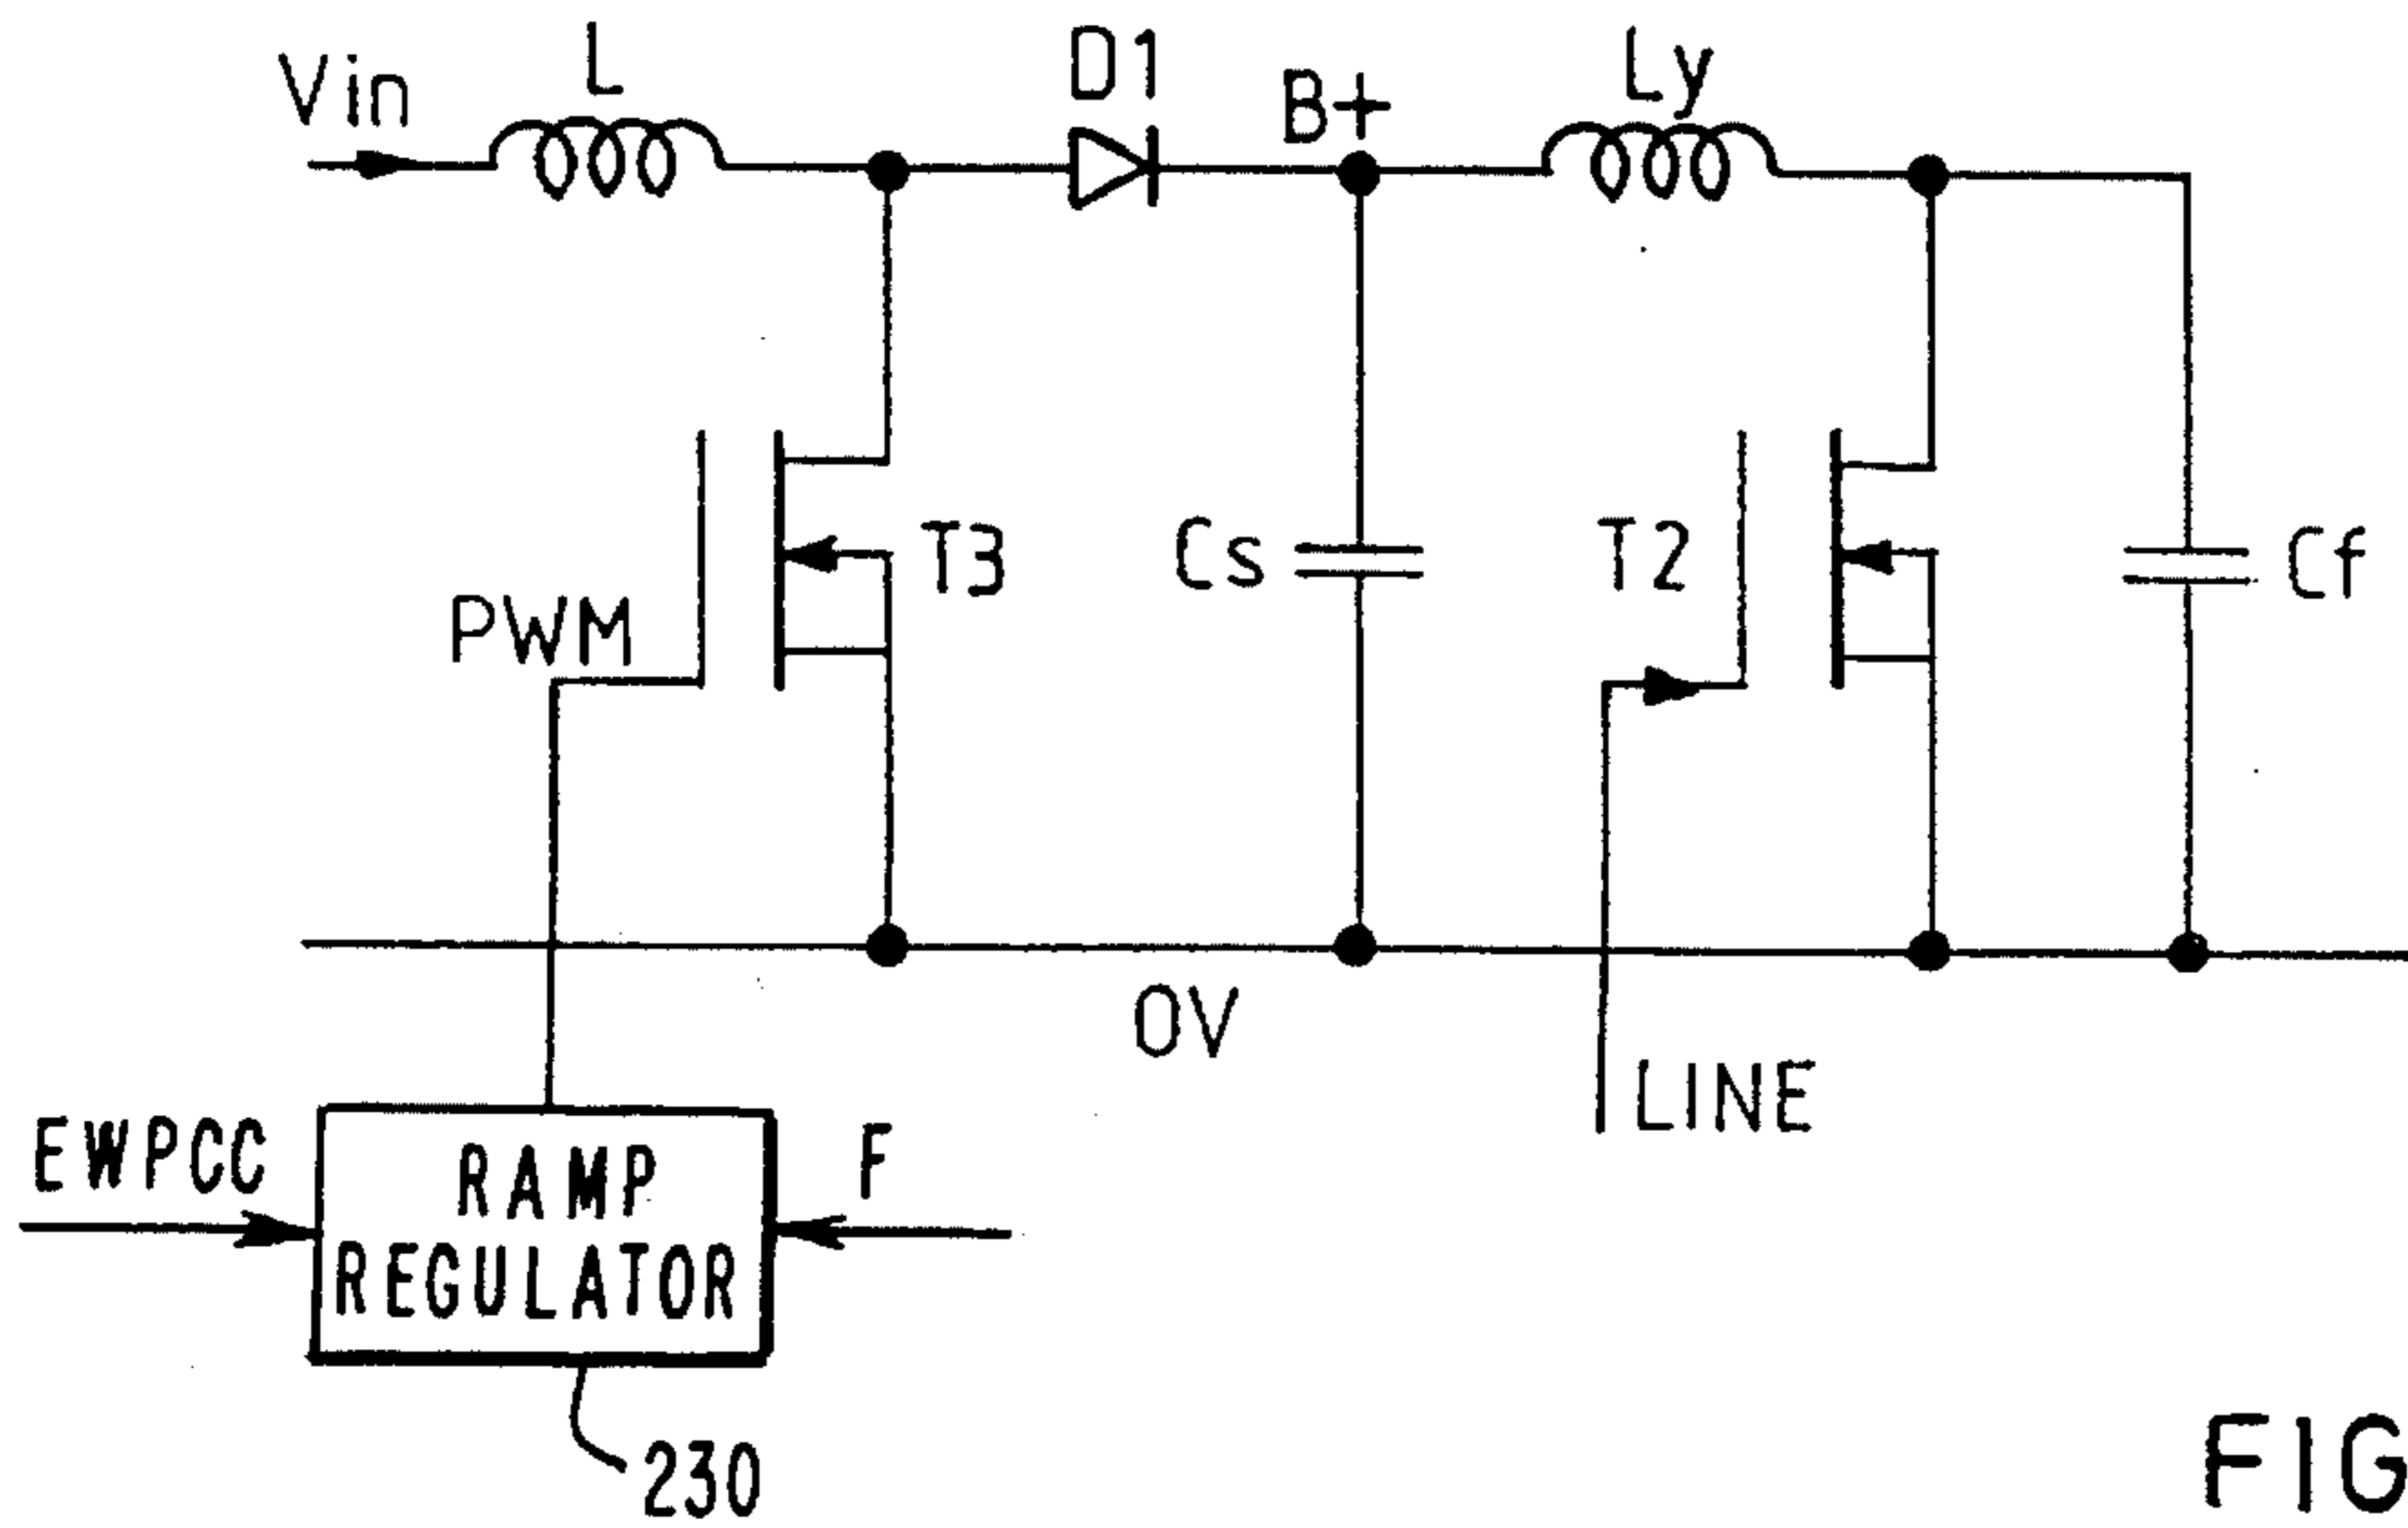 Vin
L
D1
B+
Ly
PWM
T3
Cs
T2
Cf
0V
LINE
EWPCC
RAMP
REGULATOR
F
230
FIG